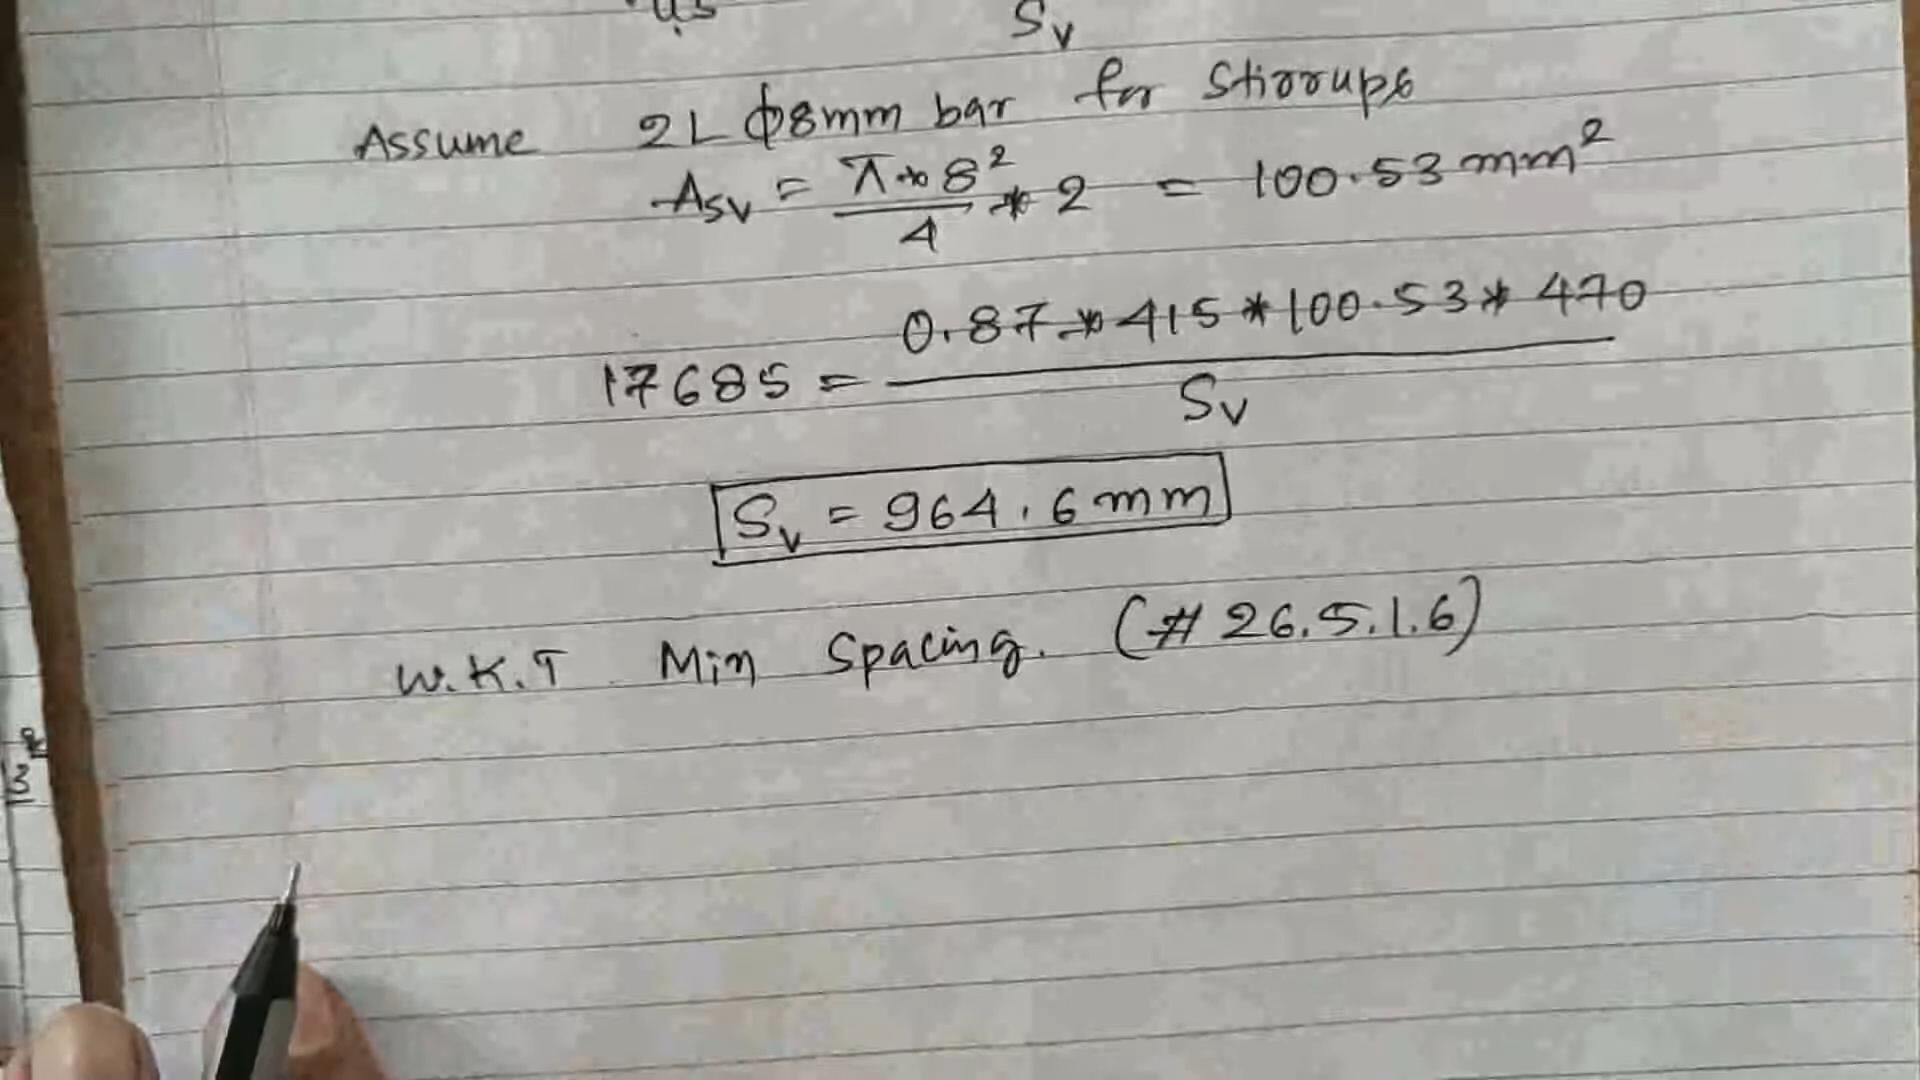 Sv
Assume 2L ϕ8mm bar for Stirrups
Asv = π*8² / 4 * 2 = 100.53 mm²
17685 = 0.87*415*100.53*470 / Sv
Sv = 964.6 mm
W.K.T Min Spacing. (# 26.5.1.6)